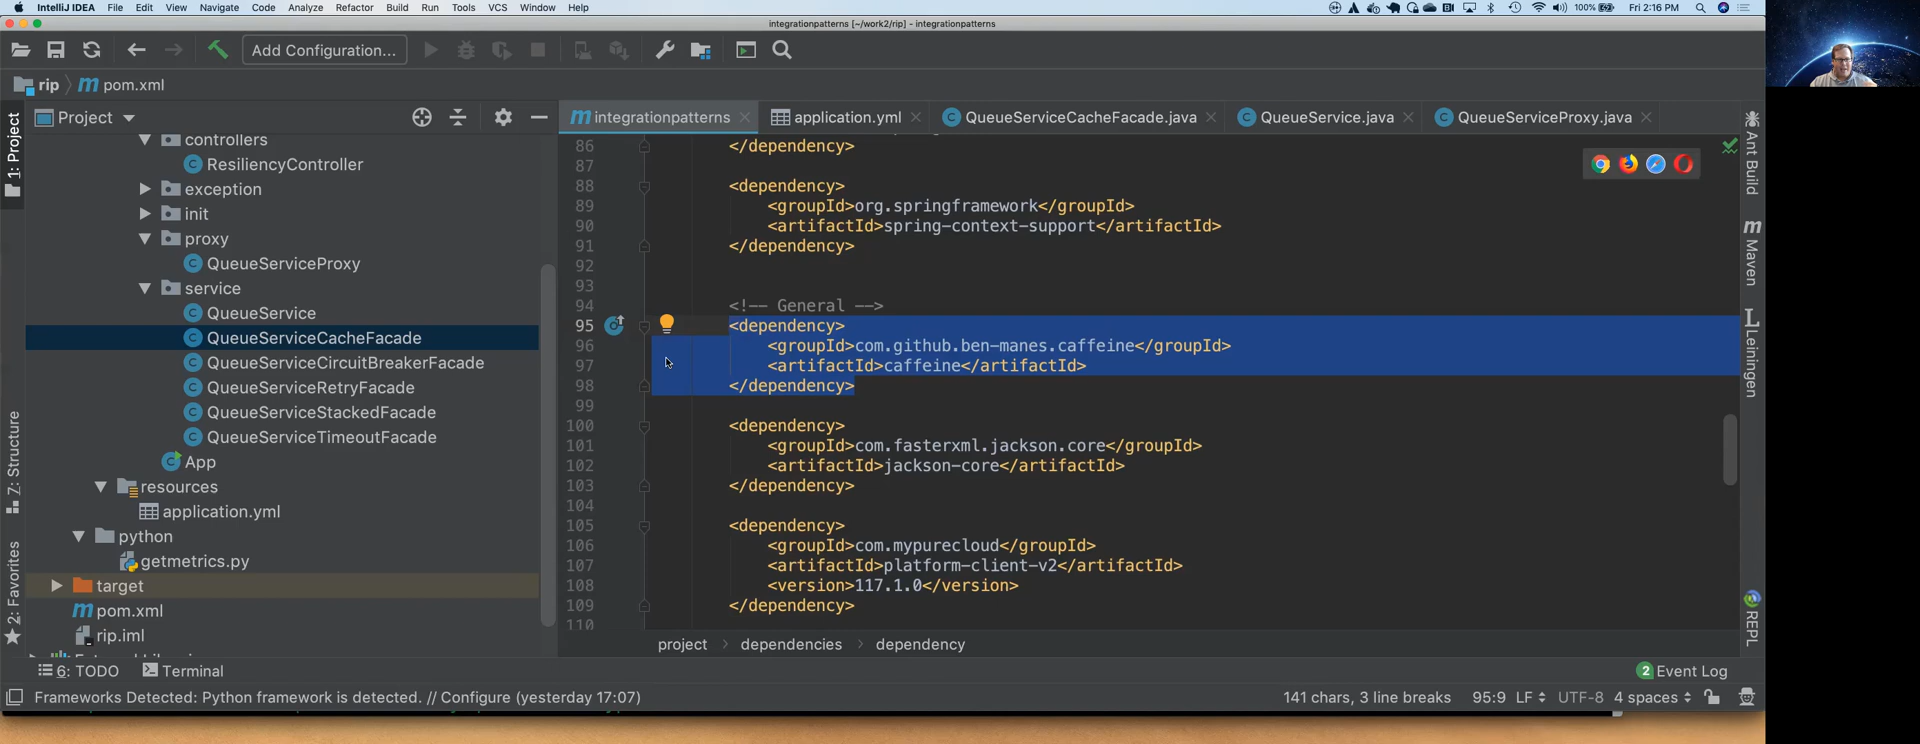 IntelliJ IDEA File Edit View Navigate Code Analyze Refactor Build Run Tools VCS Window Help 100% Fri 2:16 PM
integrationpatterns [~/work2/rip] - integrationpatterns
Add Configuration...
rip pom.xml
Project
integrationpatterns application.yml QueueServiceCacheFacade.java QueueService.java QueueServiceProxy.java
1: Project
7: Structure
2: Favorites
controllers
ResiliencyController
exception
init
proxy
QueueServiceProxy
service
QueueService
QueueServiceCacheFacade
QueueServiceCircuitBreakerFacade
QueueServiceRetryFacade
QueueServiceStackedFacade
QueueServiceTimeoutFacade
App
resources
application.yml
python
getmetrics.py
target
pom.xml
rip.iml
86 </dependency>
87
88 <dependency>
89 <groupId>org.springframework</groupId>
90 <artifactId>spring-context-support</artifactId>
91 </dependency>
92
93
94 <!-- General -->
95 <dependency>
96 <groupId>com.github.ben-manes.caffeine</groupId>
97 <artifactId>caffeine</artifactId>
98 </dependency>
99
100 <dependency>
101 <groupId>com.fasterxml.jackson.core</groupId>
102 <artifactId>jackson-core</artifactId>
103 </dependency>
104
105 <dependency>
106 <groupId>com.mypurecloud</groupId>
107 <artifactId>platform-client-v2</artifactId>
108 <version>117.1.0</version>
109 </dependency>
110
Ant Build
Maven
Leiningen
REPL
project > dependencies > dependency
6: TODO Terminal 2 Event Log
Frameworks Detected: Python framework is detected. // Configure (yesterday 17:07) 141 chars, 3 line breaks 95:9 LF UTF-8 4 spaces